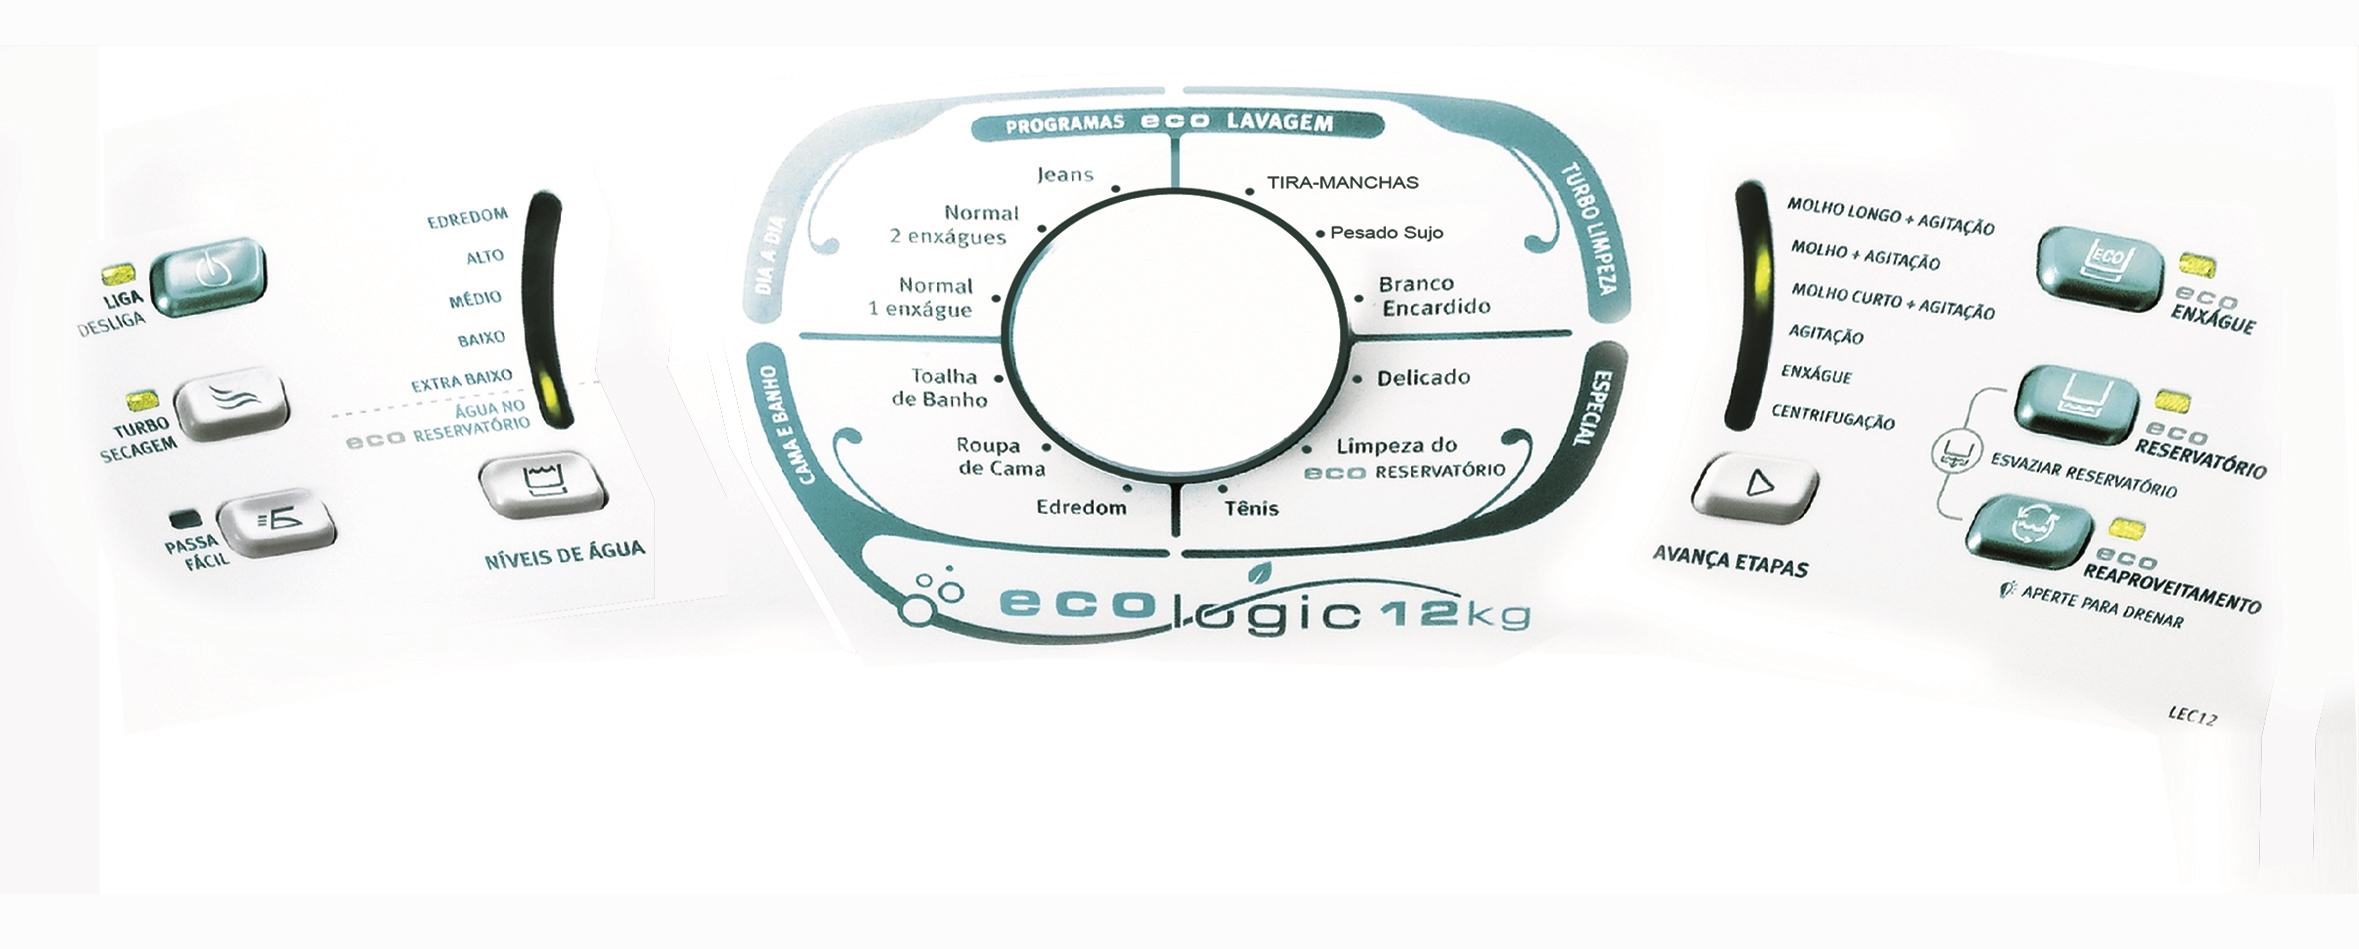 LIGA
DESLIGA
TURBO
SECAGEM
PASSA
FÁCIL
EDREDOM
ALTO
MÉDIO
BAIXO
EXTRA BAIXO
ÁGUA NO
eco RESERVATÓRIO
NÍVEIS DE ÁGUA
PROGRAMAS eco LAVAGEM
DIA A DIA
Jeans
Normal
2 enxágues
Normal
1 enxágue
TURBO LIMPEZA
TIRA-MANCHAS
Pesado Sujo
Branco
Encardido
CAMA E BANHO
Toalha
de Banho
Roupa
de Cama
Edredom
ESPECIAL
Delicado
Limpeza do
eco RESERVATÓRIO
Tênis
ecologic 12kg
MOLHO LONGO + AGITAÇÃO
MOLHO + AGITAÇÃO
MOLHO CURTO + AGITAÇÃO
AGITAÇÃO
ENXÁGUE
CENTRIFUGAÇÃO
AVANÇA ETAPAS
ECO
eco
ENXÁGUE
eco
RESERVATÓRIO
ESVAZIAR RESERVATÓRIO
eco
REAPROVEITAMENTO
APERTE PARA DRENAR
LEC12